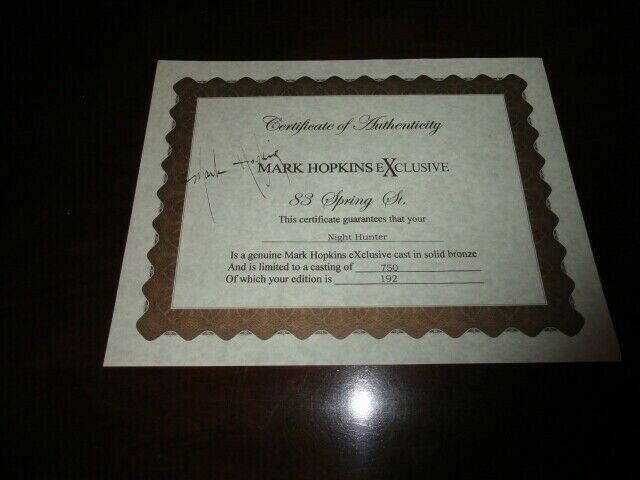 Certificate of Authenticity
Mark Hopkins
MARK HOPKINS EXCLUSIVE
83 Spring St.
This certificate guarantees that your
Night Hunter
Is a genuine Mark Hopkins eXclusive cast in solid bronze
And is limited to a casting of 750
Of which your edition is 192